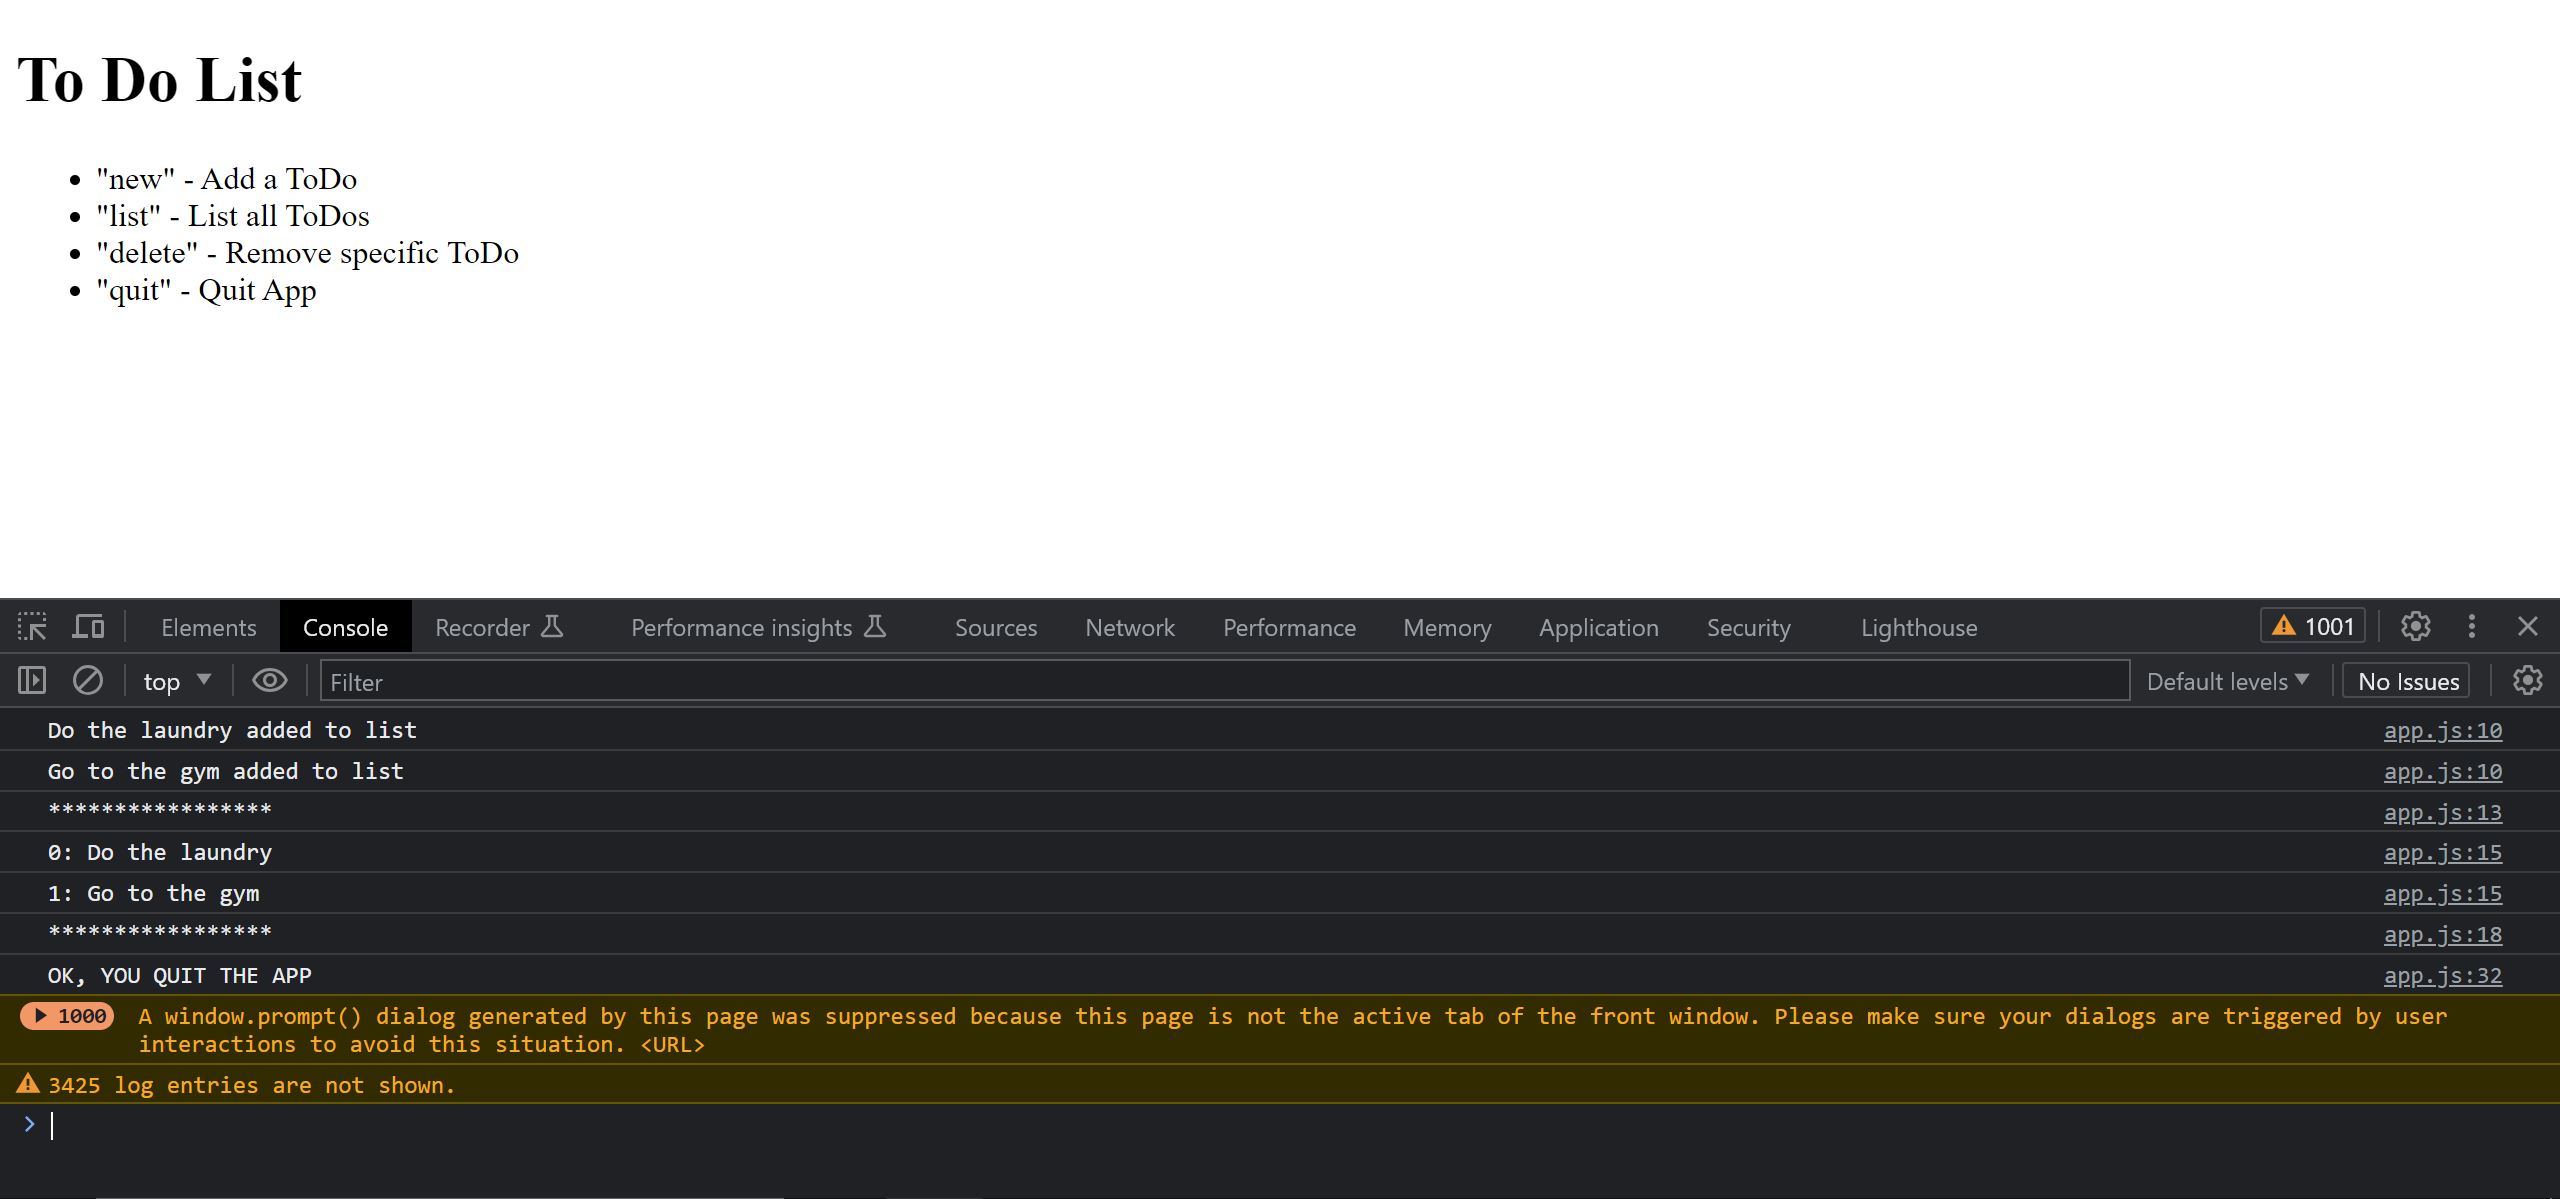 To Do List
"new" - Add a ToDo
"list" - List all ToDos
"delete" - Remove specific ToDo
"quit" - Quit App
Elements Console Recorder Performance insights Sources Network Performance Memory Application Security Lighthouse 1001
top Filter Default levels No Issues
Do the laundry added to list app.js:10
Go to the gym added to list app.js:10
***************** app.js:13
0: Do the laundry app.js:15
1: Go to the gym app.js:15
***************** app.js:18
OK, YOU QUIT THE APP app.js:32
1000 A window.prompt() dialog generated by this page was suppressed because this page is not the active tab of the front window. Please make sure your dialogs are triggered by user
interactions to avoid this situation. <URL>
3425 log entries are not shown.